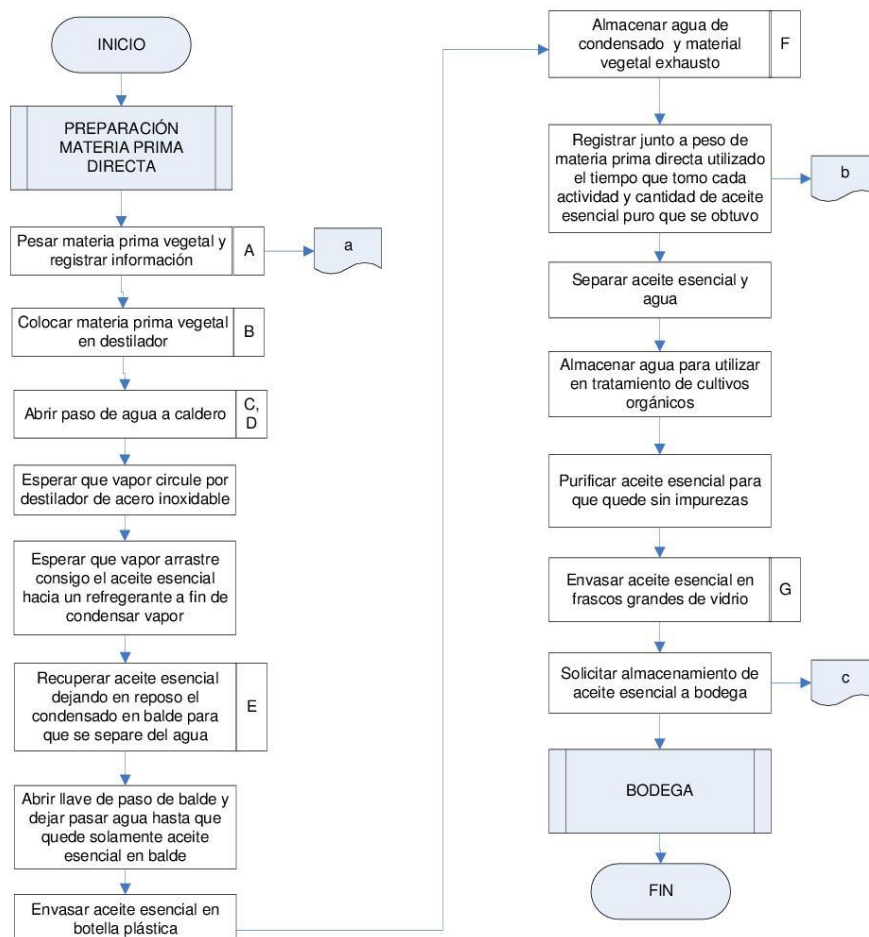 INICIO
PREPARACIÓN
MATERIA PRIMA
DIRECTA
Pesar materia prima vegetal y
registrar información
A
a
Colocar materia prima vegetal
en destilador
B
Abrir paso de agua a caldero
C,
D
Esperar que vapor circule por
destilador de acero inoxidable
Esperar que vapor arrastre
consigo el aceite esencial
hacia un refregerante a fin de
condensar vapor
Recuperar aceite esencial
dejando en reposo el
condensado en balde para
que se separe del agua
E
Abrir llave de paso de balde y
dejar pasar agua hasta que
quede solamente aceite
esencial en balde
Envasar aceite esencial en
botella plástica
Almacenar agua de
condensado y material
vegetal exhausto
F
Registrar junto a peso de
materia prima directa utilizado
el tiempo que tomo cada
actividad y cantidad de aceite
esencial puro que se obtuvo
b
Separar aceite esencial y
agua
Almacenar agua para utilizar
en tratamiento de cultivos
orgánicos
Purificar aceite esencial para
que quede sin impurezas
Envasar aceite esencial en
frascos grandes de vidrio
G
Solicitar almacenamiento de
aceite esencial a bodega
c
BODEGA
FIN